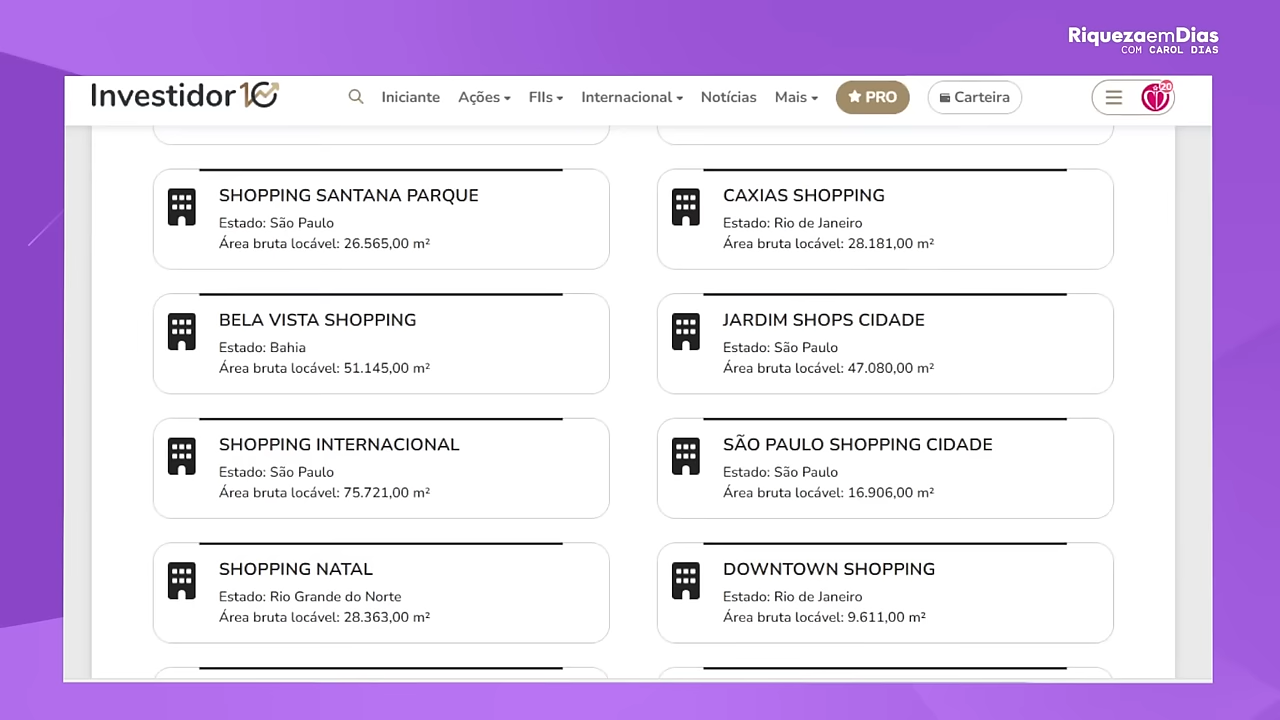 RiquezaemDias
COM CAROL DIAS
Investidor10
Iniciante
Ações
FIIs
Internacional
Notícias
Mais
PRO
Carteira
20
SHOPPING SANTANA PARQUE
Estado: São Paulo
Área bruta locável: 26.565,00 m²
CAXIAS SHOPPING
Estado: Rio de Janeiro
Área bruta locável: 28.181,00 m²
BELA VISTA SHOPPING
Estado: Bahia
Área bruta locável: 51.145,00 m²
JARDIM SHOPS CIDADE
Estado: São Paulo
Área bruta locável: 47.080,00 m²
SHOPPING INTERNACIONAL
Estado: São Paulo
Área bruta locável: 75.721,00 m²
SÃO PAULO SHOPPING CIDADE
Estado: São Paulo
Área bruta locável: 16.906,00 m²
SHOPPING NATAL
Estado: Rio Grande do Norte
Área bruta locável: 28.363,00 m²
DOWNTOWN SHOPPING
Estado: Rio de Janeiro
Área bruta locável: 9.611,00 m²